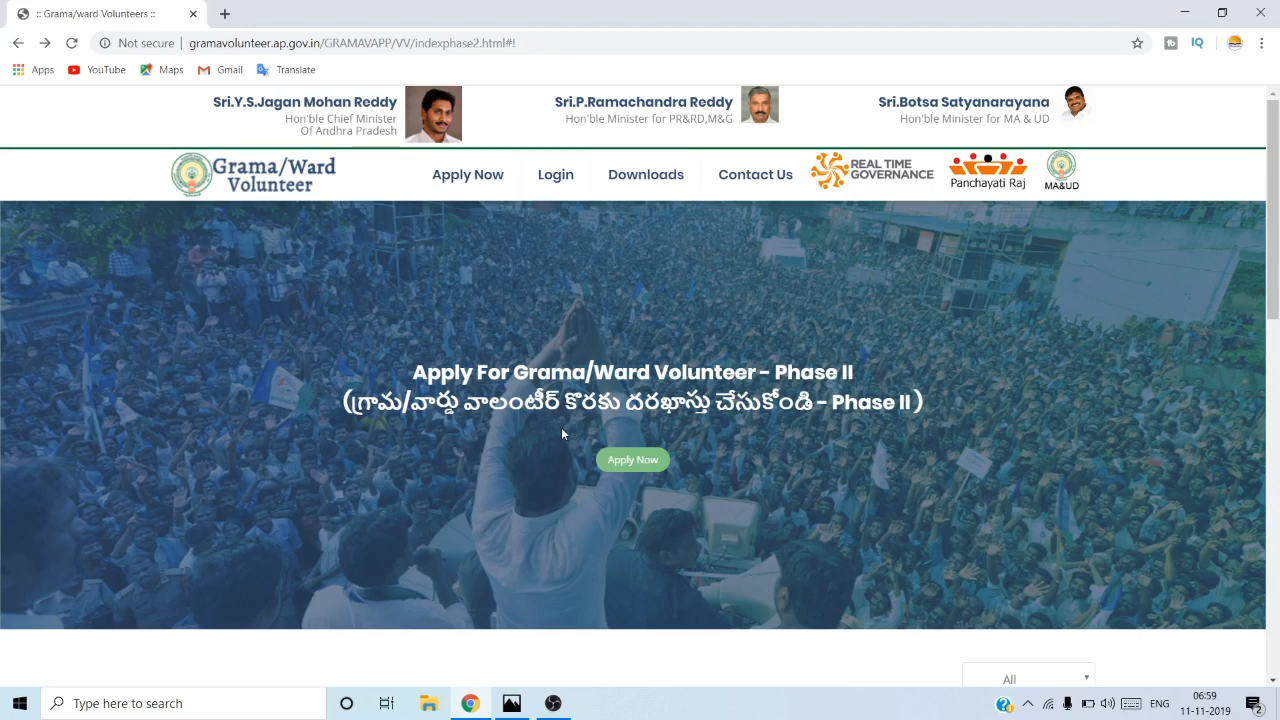 :: Grama/ward Volunteers ::
Not secure | gramavolunteer.ap.gov.in/GRAMAVAPP/VV/indexphase2.html#!
Apps YouTube Maps Gmail Translate
Sri.Y.S.Jagan Mohan Reddy
Hon'ble Chief Minister
Of Andhra Pradesh
Sri.P.Ramachandra Reddy
Hon'ble Minister for PR&RD,M&G
Sri.Botsa Satyanarayana
Hon'ble Minister for MA & UD
Grama/Ward
Volunteer
Apply Now Login Downloads Contact Us
REAL TIME
GOVERNANCE
Panchayati Raj
MA&UD
Apply For Grama/Ward Volunteer - Phase II
(గ్రామ/వార్డు వాలంటీర్ కొరకు దరఖాస్తు చేసుకోండి - Phase II)
Apply Now
All
Type here to search
ENG
06:59
11-11-2019
2